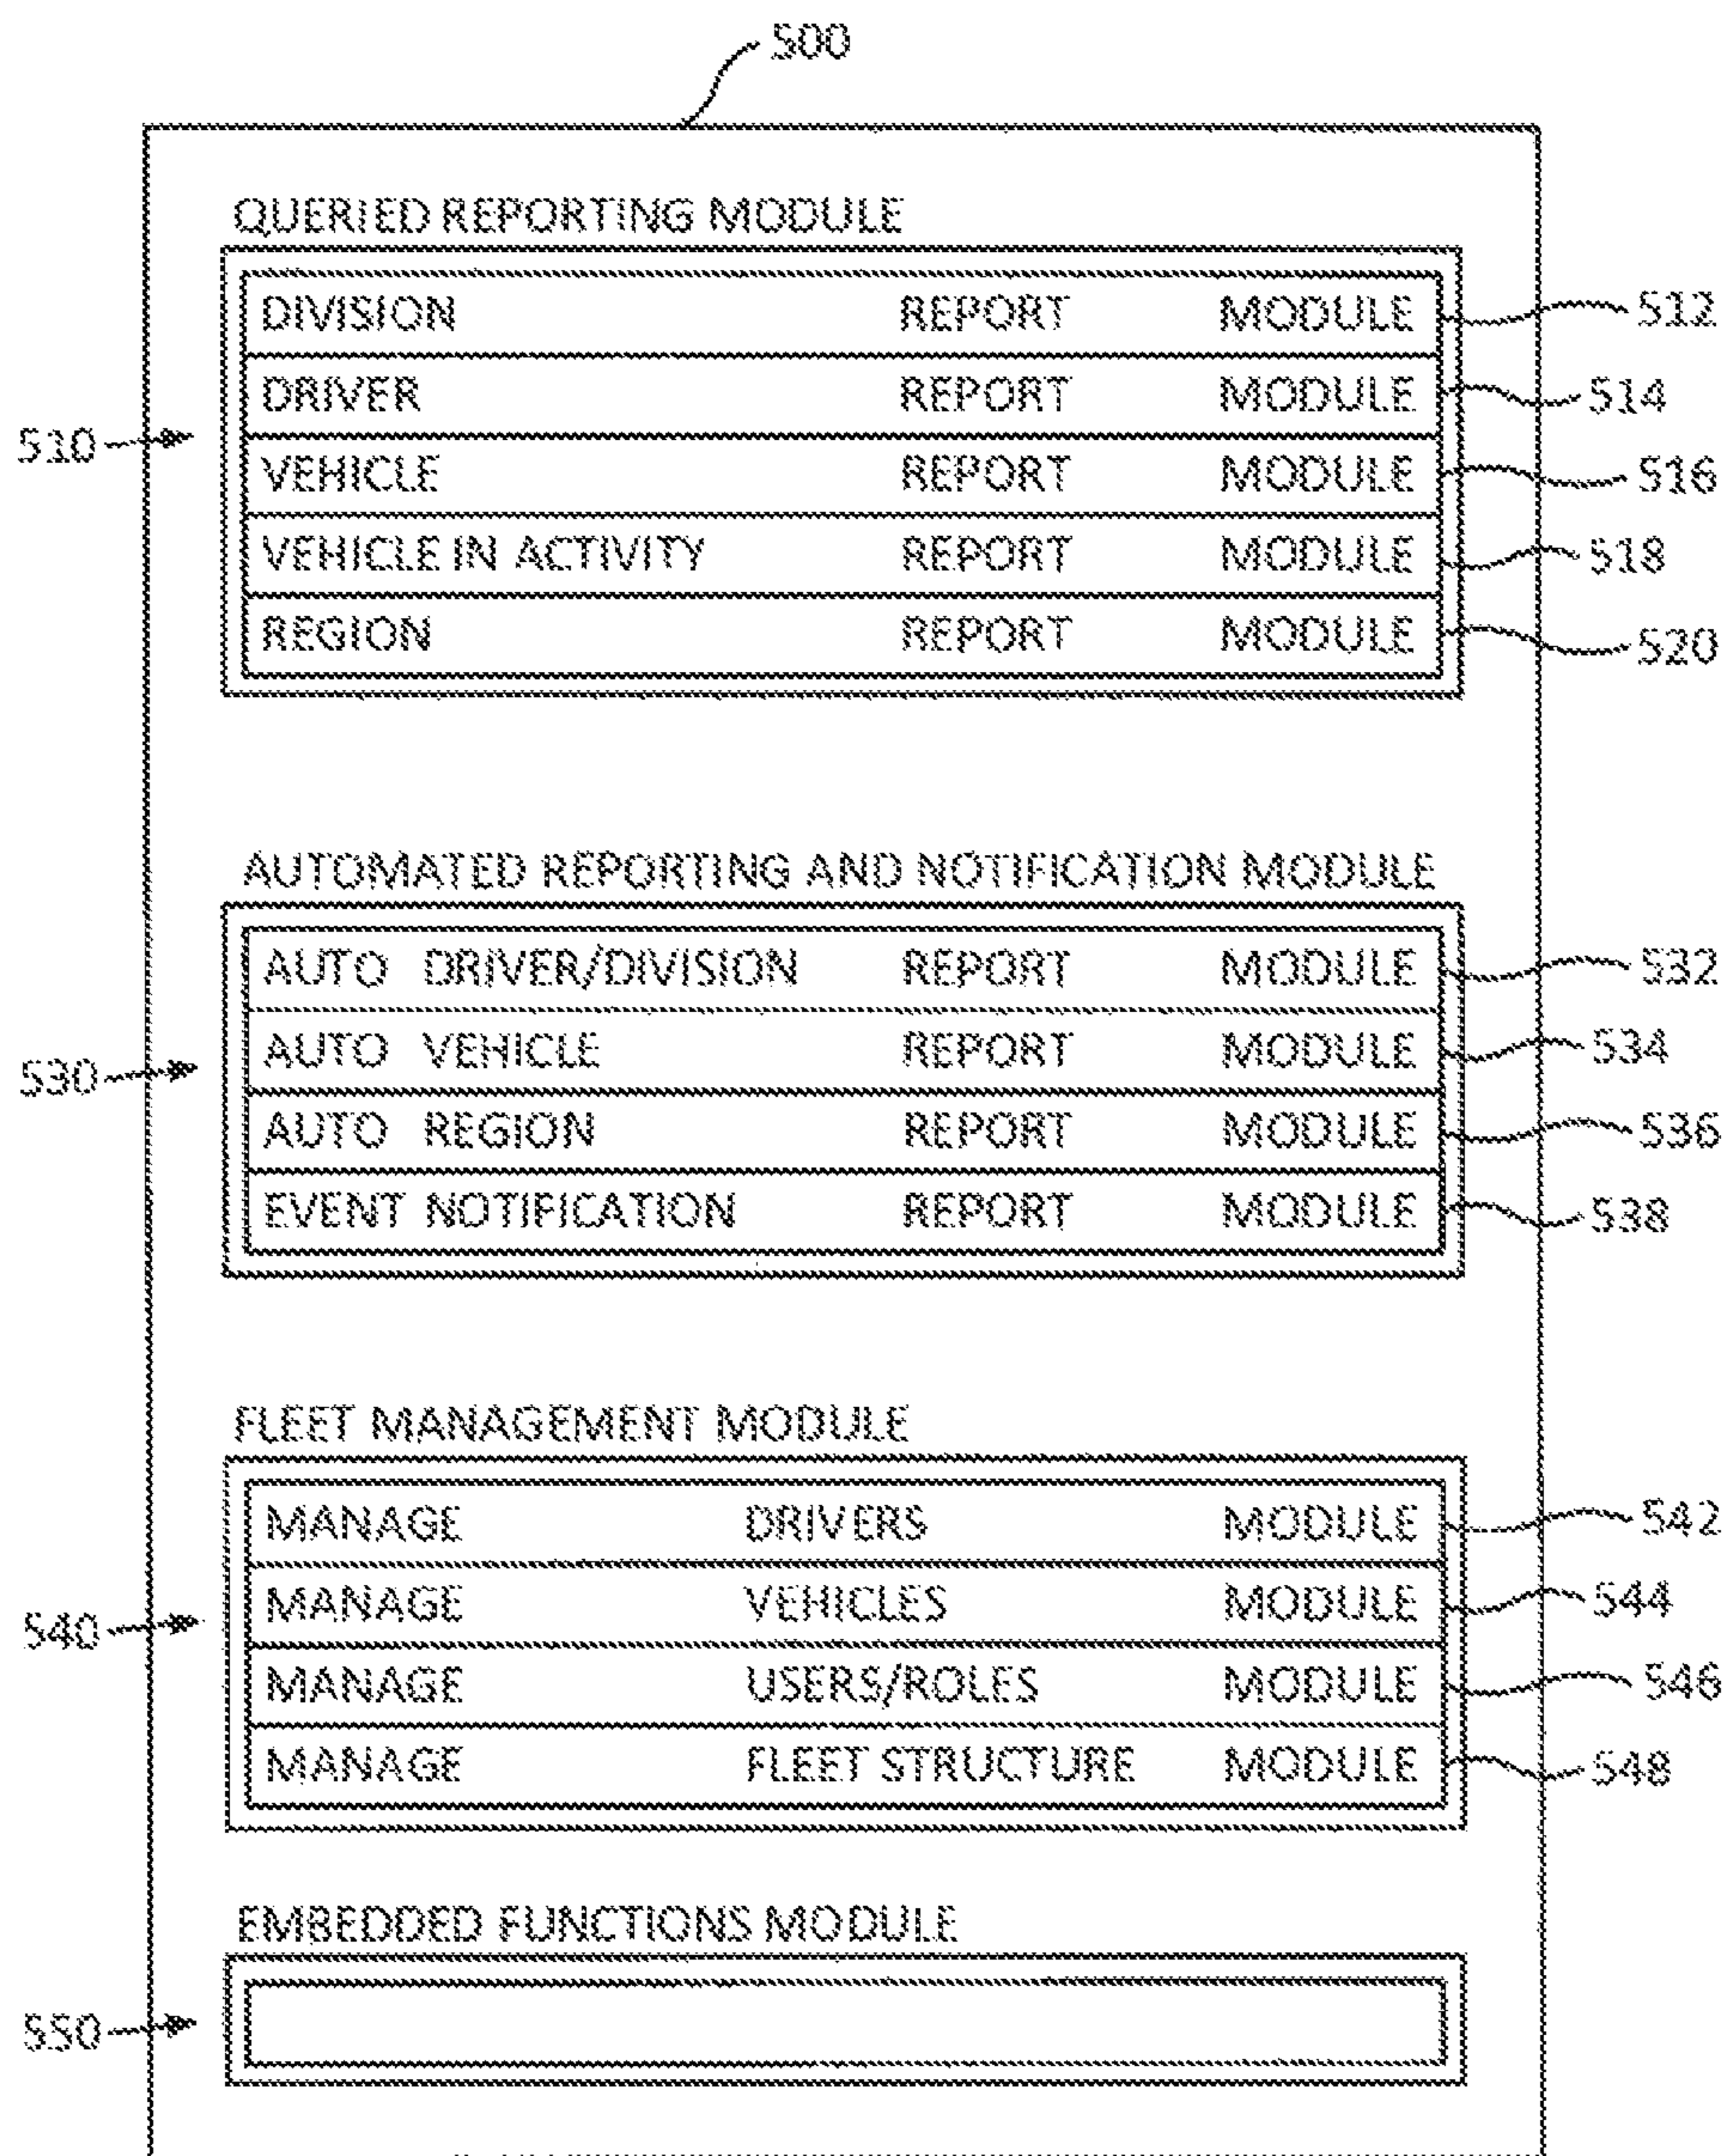 500
QUERIED REPORTING MODULE
DIVISION REPORT MODULE 512
DRIVER REPORT MODULE 514
510
VEHICLE REPORT MODULE 516
VEHICLE IN ACTIVITY REPORT MODULE 518
REGION REPORT MODULE 520
AUTOMATED REPORTING AND NOTIFICATION MODULE
AUTO DRIVER/DIVISION REPORT MODULE 532
530 AUTO VEHICLE REPORT MODULE 534
AUTO REGION REPORT MODULE 536
EVENT NOTIFICATION REPORT MODULE 538
FLEET MANAGEMENT MODULE
MANAGE DRIVERS MODULE 542
540 MANAGE VEHICLES MODULE 544
MANAGE USERS/ROLES MODULE 546
MANAGE FLEET STRUCTURE MODULE 548
EMBEDDED FUNCTIONS MODULE
550